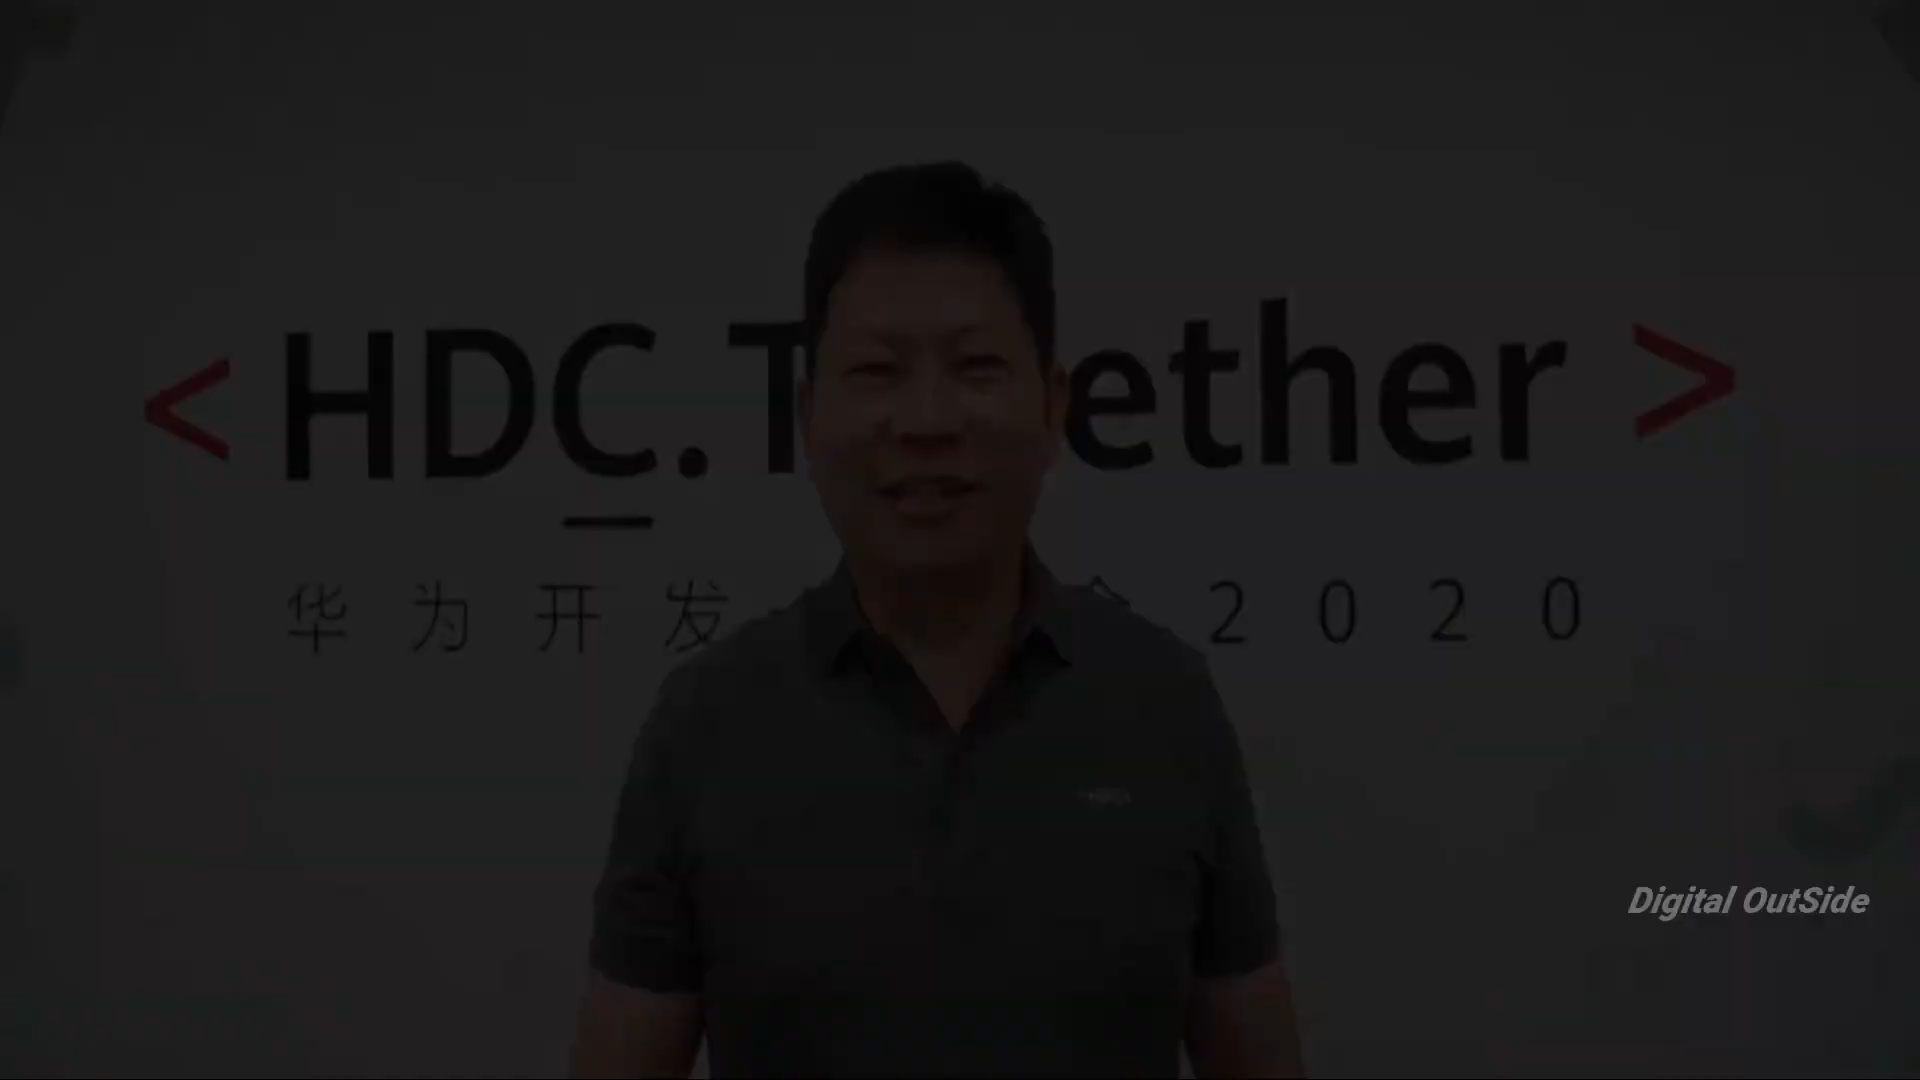 < HDC.T ether >
华为开发 2020
Digital OutSide